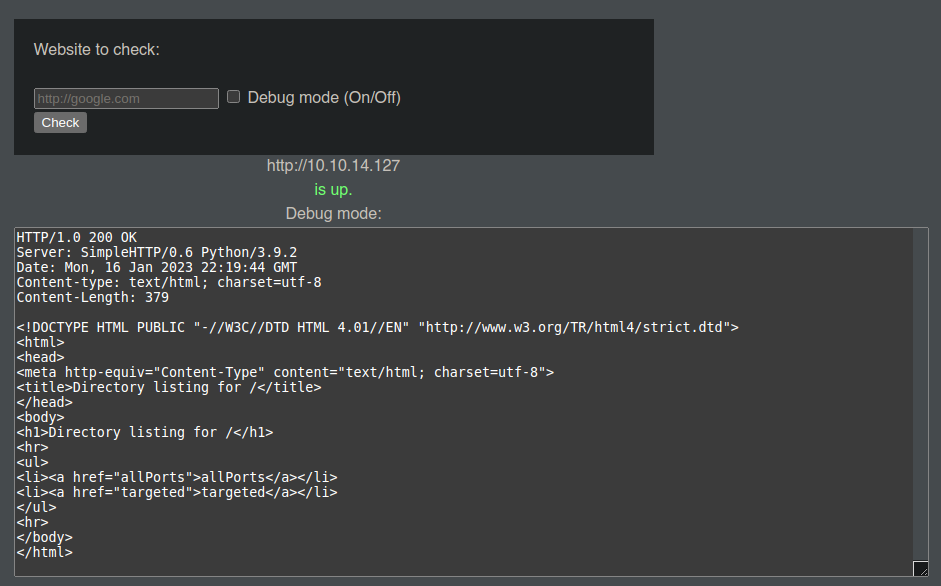 Website to check:
http://google.com
Debug mode (On/Off)
Check
http://10.10.14.127
is up.
Debug mode:
HTTP/1.0 200 OK
Server: SimpleHTTP/0.6 Python/3.9.2
Date: Mon, 16 Jan 2023 22:19:44 GMT
Content-type: text/html; charset=utf-8
Content-Length: 379

<!DOCTYPE HTML PUBLIC "-//W3C//DTD HTML 4.01//EN" "http://www.w3.org/TR/html4/strict.dtd">
<html>
<head>
<meta http-equiv="Content-Type" content="text/html; charset=utf-8">
<title>Directory listing for /</title>
</head>
<body>
<h1>Directory listing for /</h1>
<hr>
<ul>
<li><a href="allPorts">allPorts</a></li>
<li><a href="targeted">targeted</a></li>
</ul>
<hr>
</body>
</html>